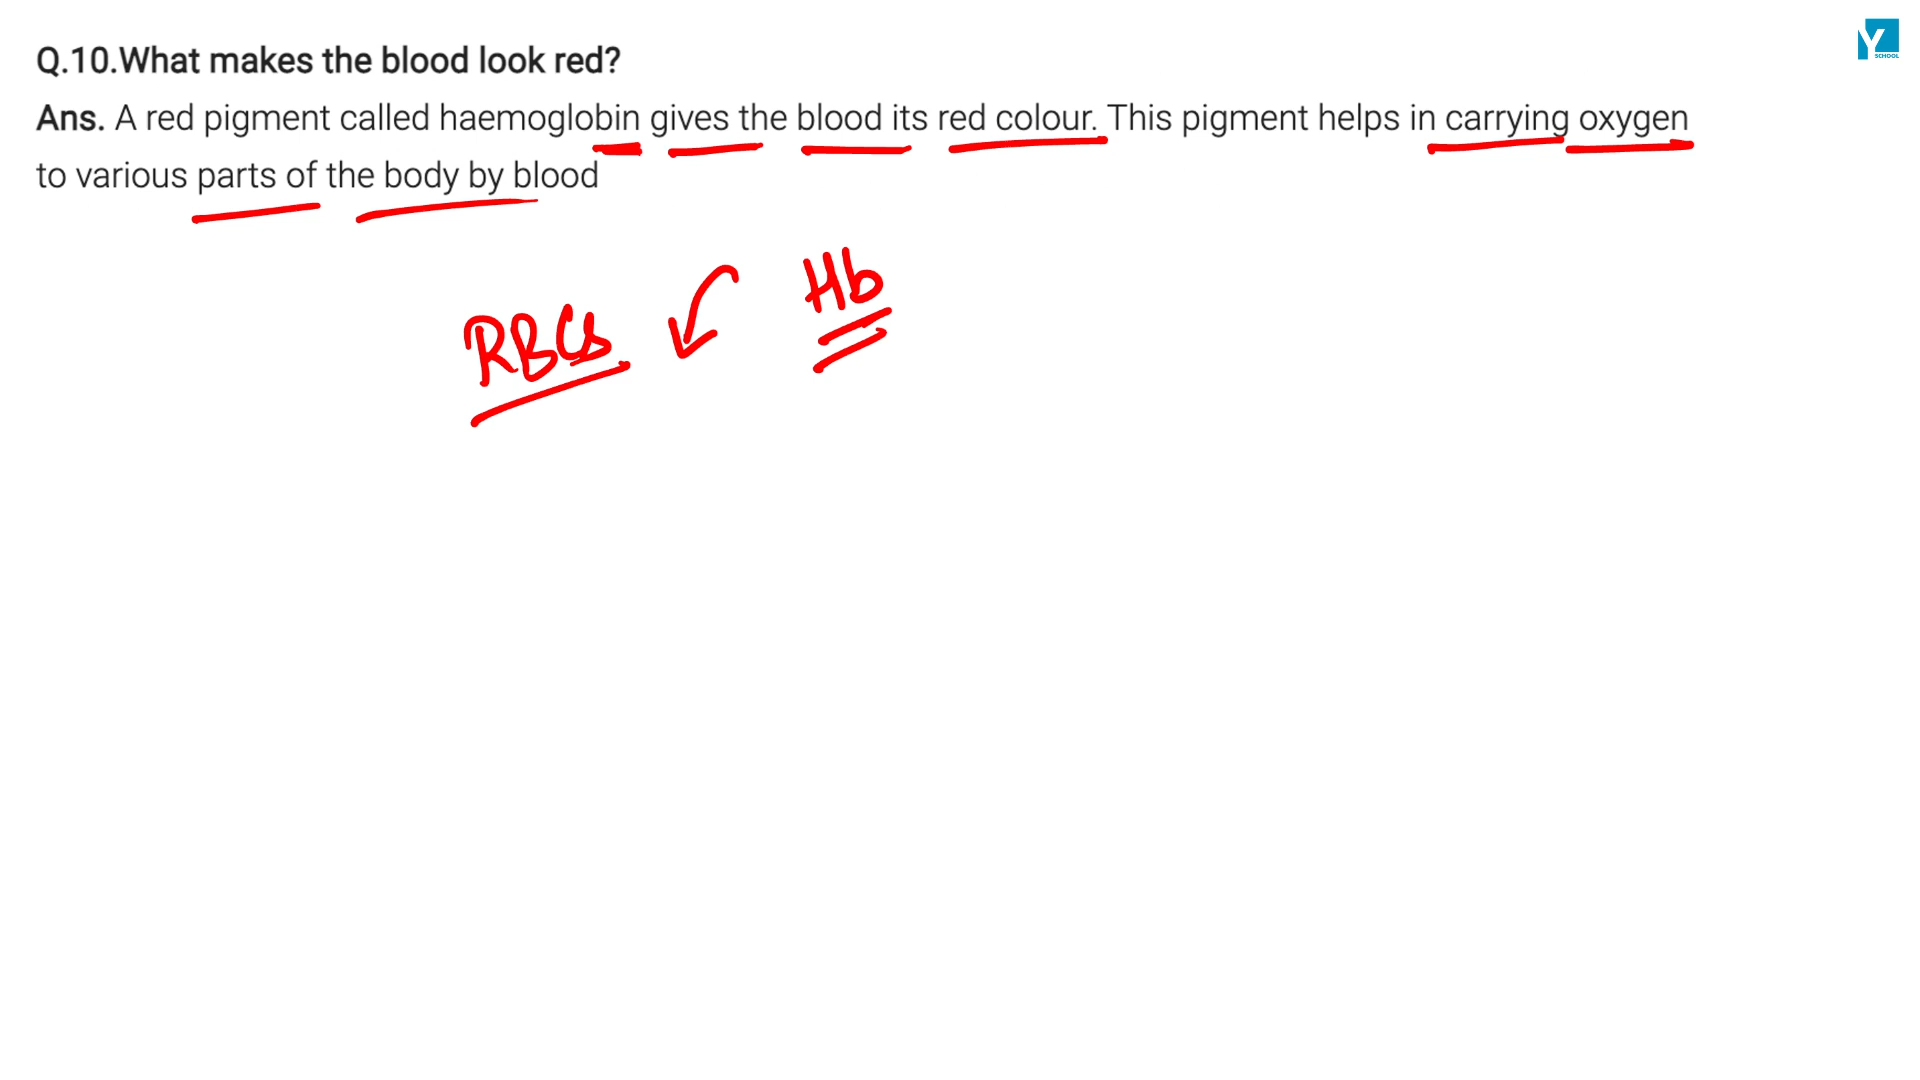 Q.10.What makes the blood look red?
Ans. A red pigment called haemoglobin gives the blood its red colour. This pigment helps in carrying oxygen
to various parts of the body by blood
Hb
RBCs
Y
SCHOOL